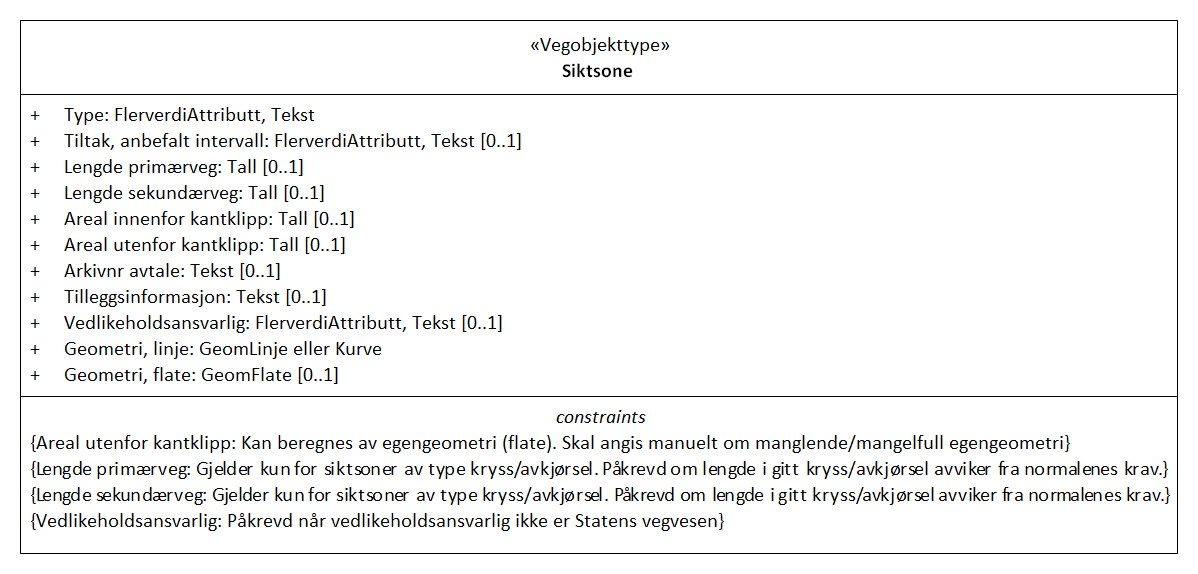 «Vegobjekttype»
Siktsone
+ Type: FlerverdiAttributt, Tekst
+ Tiltak, anbefalt intervall: FlerverdiAttributt, Tekst [0..1]
+ Lengde primærveg: Tall [0..1]
+ Lengde sekundærveg: Tall [0..1]
+ Areal innenfor kantklipp: Tall [0..1]
+ Areal utenfor kantklipp: Tall [0..1]
+ Arkivnr avtale: Tekst [0..1]
+ Tilleggsinformasjon: Tekst [0..1]
+ Vedlikeholdsansvarlig: FlerverdiAttributt, Tekst [0..1]
+ Geometri, linje: GeomLinje eller Kurve
+ Geometri, flate: GeomFlate [0..1]
constraints
{Areal utenfor kantklipp: Kan beregnes av egengeometri (flate). Skal angis manuelt om manglende/mangelfull egengeometri}
{Lengde primærveg: Gjelder kun for siktsoner av type kryss/avkjørsel. Påkrevd om lengde i gitt kryss/avkjørsel avviker fra normalenes krav.}
{Lengde sekundærveg: Gjelder kun for siktsoner av type kryss/avkjørsel. Påkrevd om lengde i gitt kryss/avkjørsel avviker fra normalenes krav.}
{Vedlikeholdsansvarlig: Påkrevd når vedlikeholdsansvarlig ikke er Statens vegvesen}